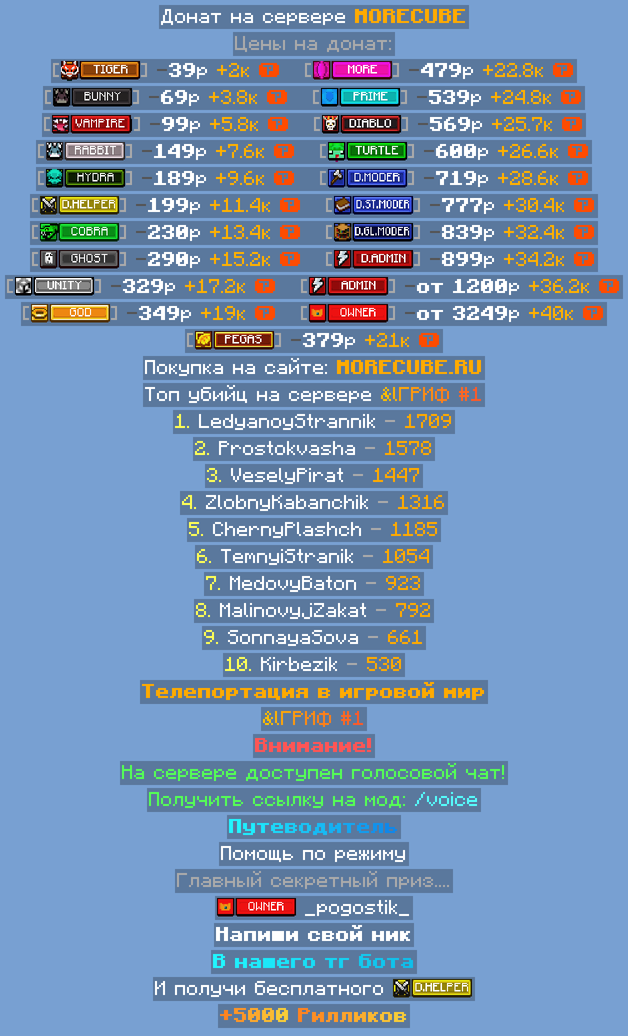 Донат на сервере MORECUBE
Цены на донат:
[TIGER] -39р +2к ? [MORE] -479р +22.8к ?
[BUNNY] -69р +3.8к ? [PRIME] -539р +24.8к ?
[VAMPIRE] -99р +5.8к ? [DIABLO] -569р +25.7к ?
[RABBIT] -149р +7.6к ? [TURTLE] -600р +26.6к ?
[HYDRA] -189р +9.6к ? [D.MODER] -719р +28.6к ?
[D.HELPER] -199р +11.4к ? [D.ST.MODER] -777р +30.4к ?
[COBRA] -230р +13.4к ? [D.GL.MODER] -839р +32.4к ?
[GHOST] -290р +15.2к ? [D.ADMIN] -899р +34.2к ?
[UNITY] -329р +17.2к ? [ADMIN] -от 1200р +36.2к ?
[GOD] -349р +19к ? [OWNER] -от 3249р +40к ?
[PEGAS] -379р +21к ?
Покупка на сайте: MORECUBE.RU
Топ убийц на сервере &lГРИФ #1
1. LedyanoyStrannik - 1709
2. Prostokvasha - 1578
3. VeselyPirat - 1447
4. ZlobnyKabanchik - 1316
5. ChernyPlashch - 1185
6. TemnyiStranik - 1054
7. MedovyBaton - 923
8. MalinovyjZakat - 792
9. SonnayaSova - 661
10. Kirbezik - 530
Телепортация в игровой мир
&lГРИФ #1
Внимание!
На сервере доступен голосовой чат!
Получить ссылку на мод: /voice
Путеводитель
Помощь по режиму
Главный секретный приз....
OWNER _pogostik_
Напиши свой ник
В нашего тг бота
И получи бесплатного D.HELPER
+5000 Рилликов